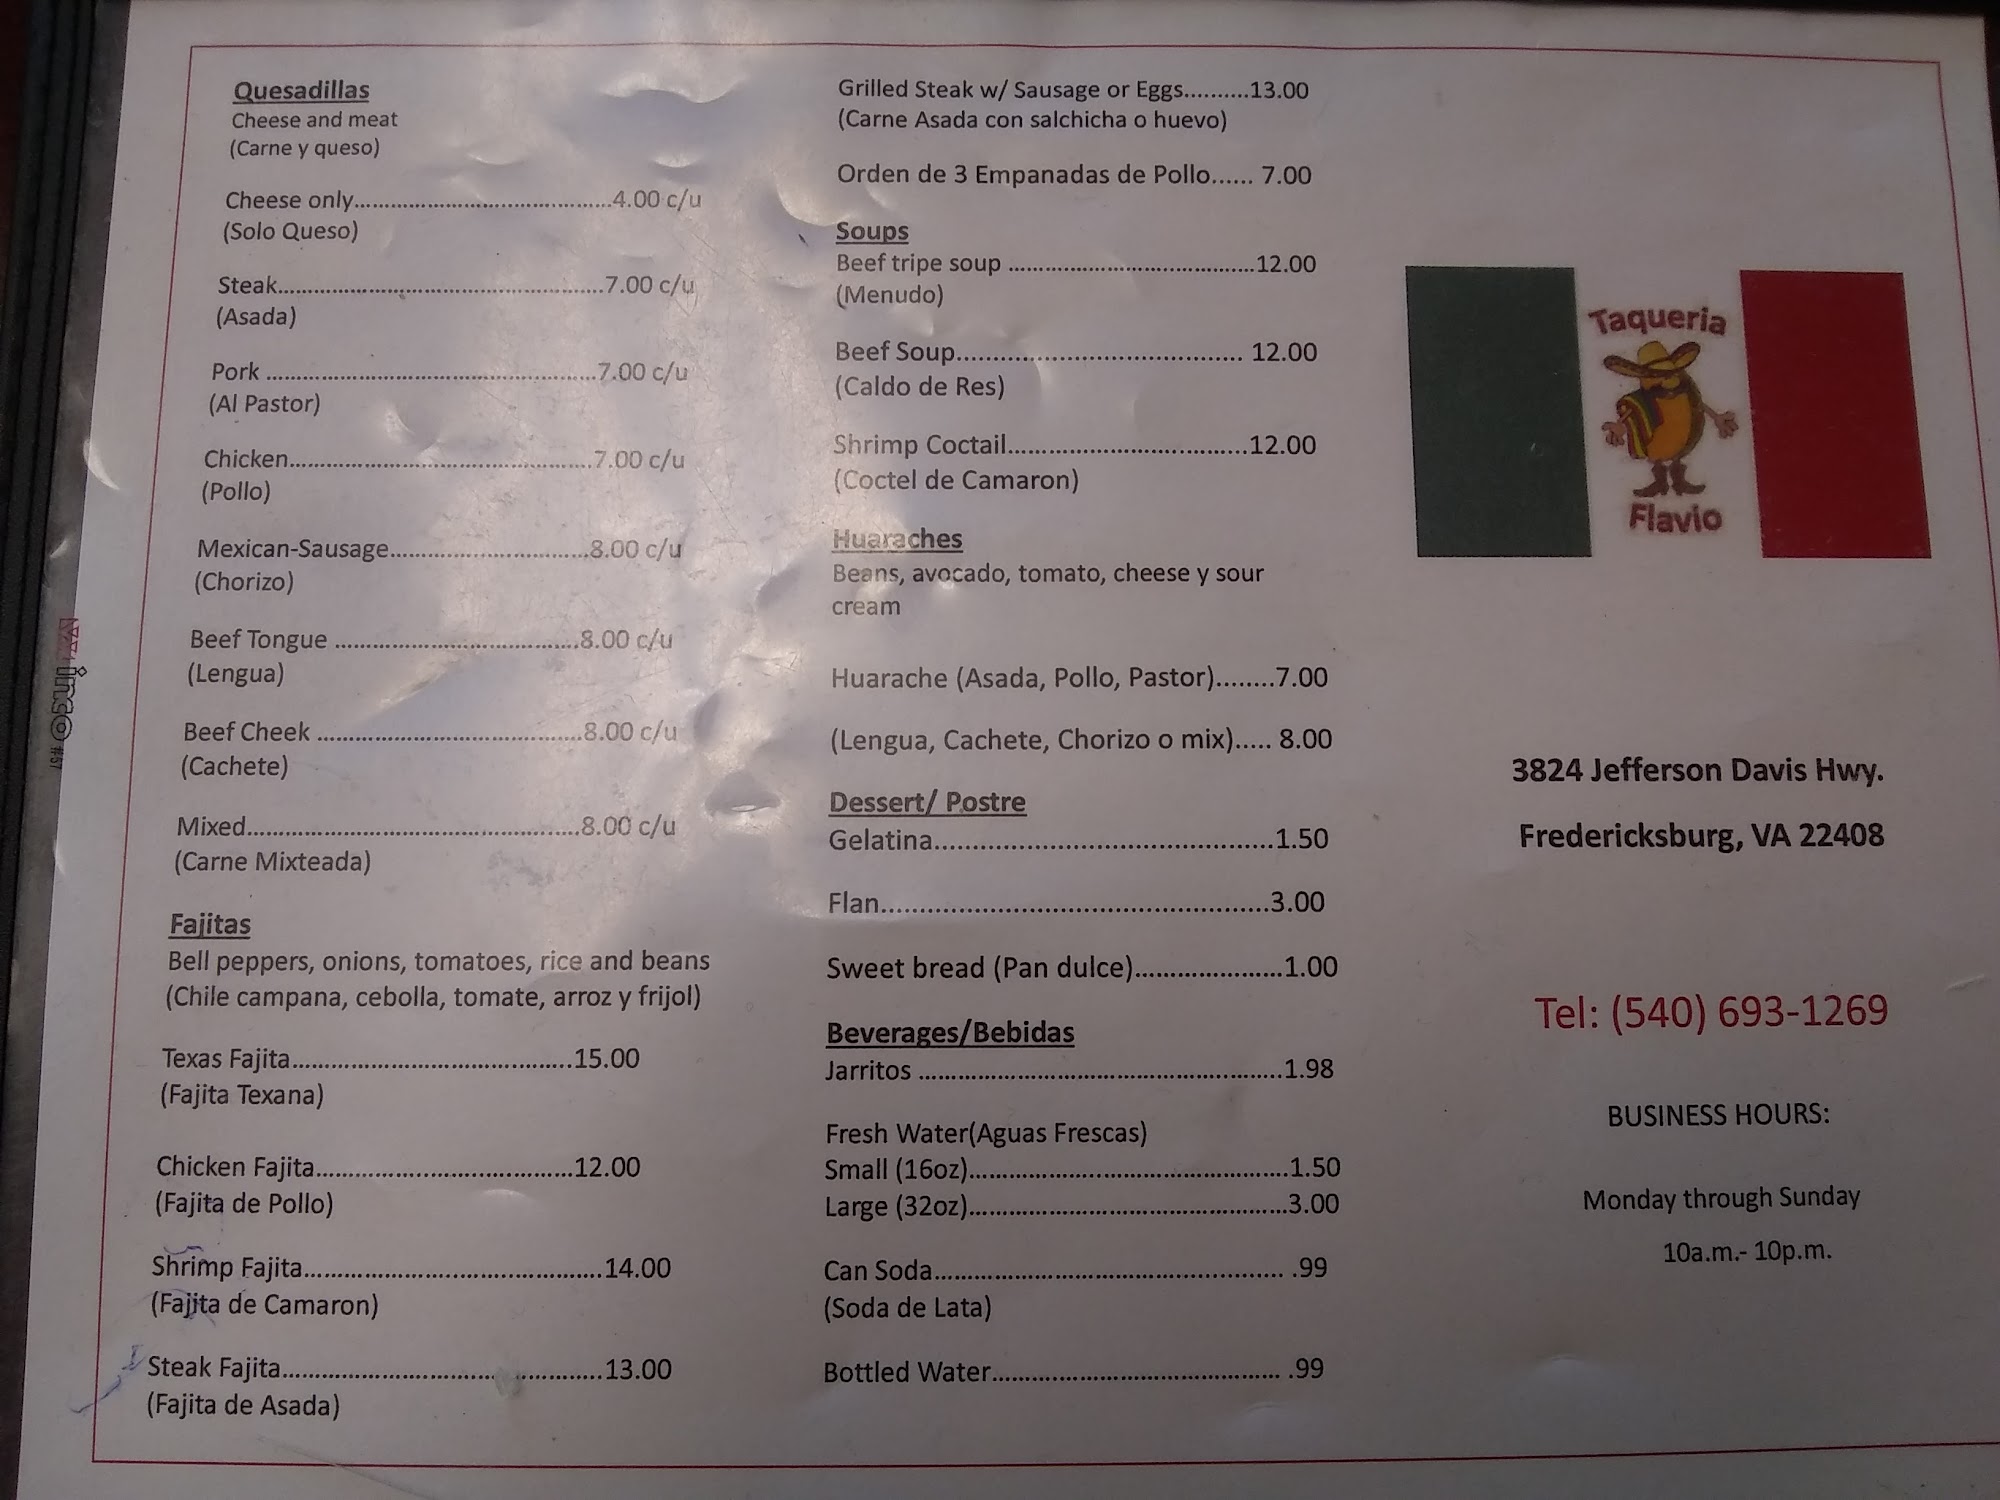 Quesadillas
Cheese and meat
(Carne y queso)
Cheese only..........................................4.00 c/u
(Solo Queso)
Steak......................................................7.00 c/u
(Asada)
Pork ......................................................7.00 c/u
(Al Pastor)
Chicken..................................................7.00 c/u
(Pollo)
Mexican-Sausage................................8.00 c/u
(Chorizo)
Beef Tongue .......................................8.00 c/u
(Lengua)
Beef Cheek ..........................................8.00 c/u
(Cachete)
Mixed.....................................................8.00 c/u
(Carne Mixteada)
Fajitas
Bell peppers, onions, tomatoes, rice and beans
(Chile campana, cebolla, tomate, arroz y frijol)
Texas Fajita.............................................15.00
(Fajita Texana)
Chicken Fajita.........................................12.00
(Fajita de Pollo)
Shrimp Fajita...............................................14.00
(Fajita de Camaron)
Steak Fajita..................................................13.00
(Fajita de Asada)
Grilled Steak w/ Sausage or Eggs..........13.00
(Carne Asada con salchicha o huevo)
Orden de 3 Empanadas de Pollo...... 7.00
Soups
Beef tripe soup .......................................12.00
(Menudo)
Beef Soup............................................. 12.00
(Caldo de Res)
Shrimp Coctail......................................12.00
(Coctel de Camaron)
Huaraches
Beans, avocado, tomato, cheese y sour
cream
Huarache (Asada, Pollo, Pastor)........7.00
(Lengua, Cachete, Chorizo o mix)..... 8.00
Dessert/ Postre
Gelatina.....................................................1.50
Flan............................................................3.00
Sweet bread (Pan dulce).......................1.00
Beverages/Bebidas
Jarritos .........................................................1.98
Fresh Water(Aguas Frescas)
Small (16oz).................................................1.50
Large (32oz).................................................3.00
Can Soda...................................................... .99
(Soda de Lata)
Bottled Water............................................. .99
Taqueria
Flavio
3824 Jefferson Davis Hwy.
Fredericksburg, VA 22408
Tel: (540) 693-1269
BUSINESS HOURS:
Monday through Sunday
10a.m.- 10p.m.